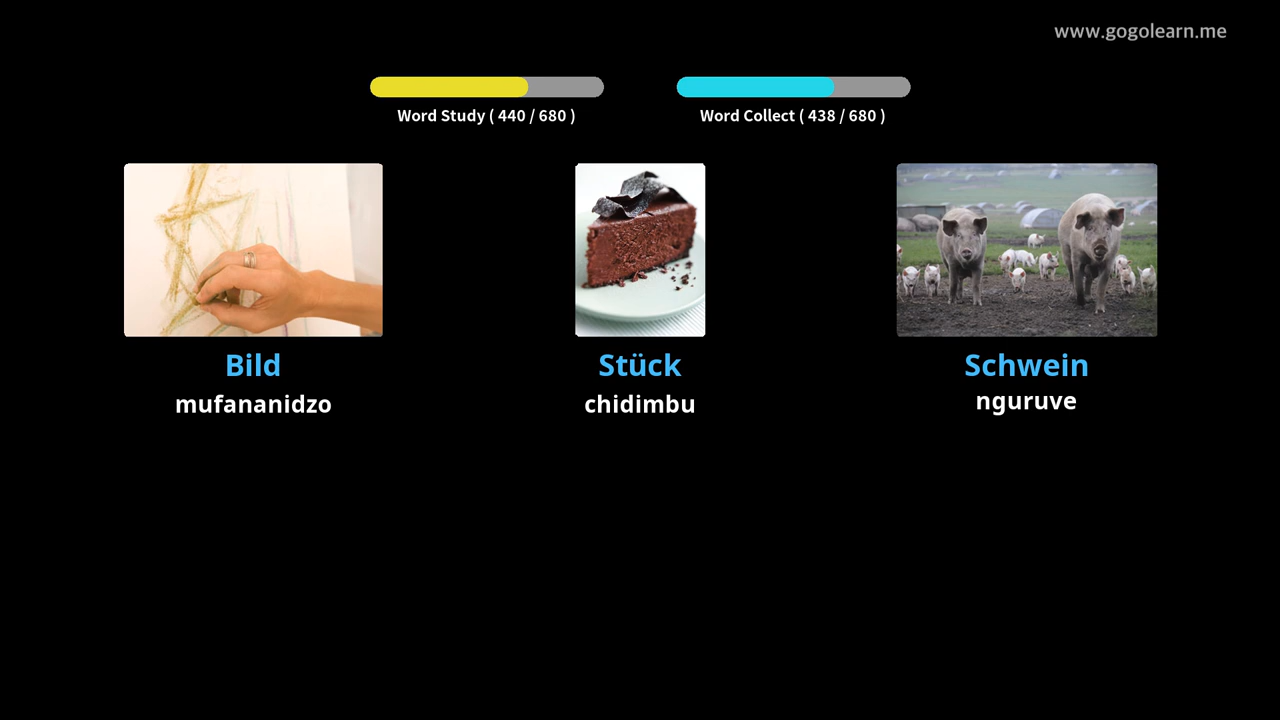 www.gogolearn.me
Word Study ( 440 / 680 )
Word Collect ( 438 / 680 )
Bild
mufananidzo
Stück
chidimbu
Schwein
nguruve